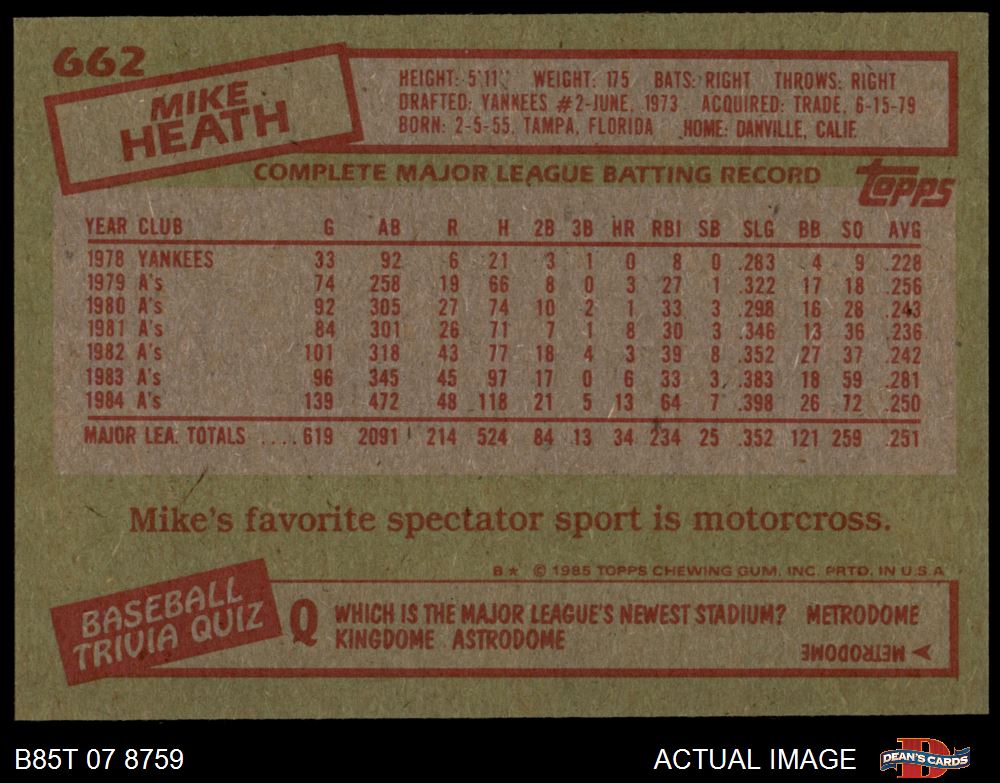 662
MIKE
HEATH
HEIGHT: 5'11" WEIGHT: 175 BATS: RIGHT THROWS: RIGHT
DRAFTED: YANKEES #2-JUNE, 1973 ACQUIRED: TRADE, 6-15-79
BORN: 2-5-55, TAMPA, FLORIDA HOME: DANVILLE, CALIF.
COMPLETE MAJOR LEAGUE BATTING RECORD
Topps
YEAR CLUB G AB R H 2B 3B HR RBI SB SLG BB SO AVG
1978 YANKEES 33 92 6 21 3 1 0 8 0 .283 4 9 .228
1979 A's 74 258 19 66 8 0 3 27 1 .322 17 18 .256
1980 A's 92 305 27 74 10 2 1 33 3 .298 16 28 .243
1981 A's 84 301 26 71 7 1 8 30 3 .346 13 36 .236
1982 A's 101 318 43 77 18 4 3 39 8 .352 27 37 .242
1983 A's 96 345 45 97 17 0 6 33 3 .383 18 59 .281
1984 A's 139 472 48 118 21 5 13 64 7 .398 26 72 .250
MAJOR LEA. TOTALS .... 619 2091 214 524 84 13 34 234 25 .352 121 259 .251
Mike's favorite spectator sport is motorcross.
B★ © 1985 TOPPS CHEWING GUM, INC. PRTD. IN U.S.A.
BASEBALL
TRIVIA QUIZ
Q WHICH IS THE MAJOR LEAGUE'S NEWEST STADIUM? METRODOME
KINGDOME ASTRODOME
METRODOME
B85T 07 8759
ACTUAL IMAGE
D
DEAN'S CARDS